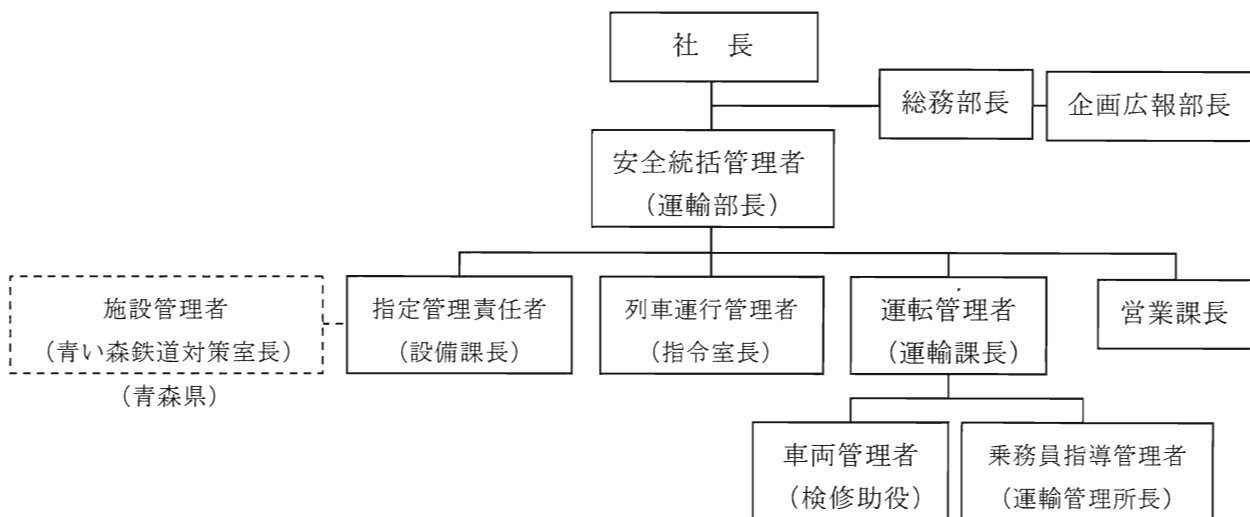 社　長
総務部長
企画広報部長
安全統括管理者
（運輸部長）
施設管理者
（青い森鉄道対策室長）
（青森県）
指定管理責任者
（設備課長）
列車運行管理者
（指令室長）
運転管理者
（運輸課長）
営業課長
車両管理者
（検修助役）
乗務員指導管理者
（運輸管理所長）